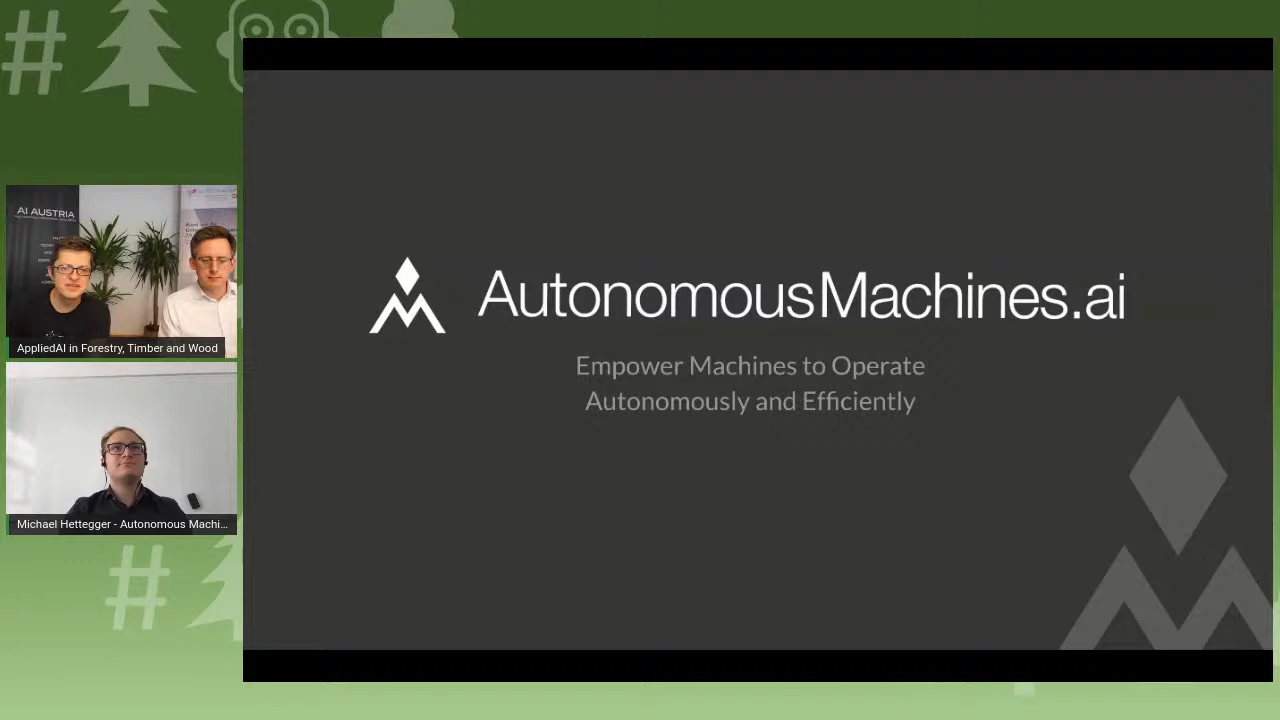 AI AUSTRIA
AppliedAI in Forestry, Timber and Wood
Michael Hettegger - Autonomous Machi...
AutonomousMachines.ai
Empower Machines to Operate
Autonomously and Efficiently
#
#